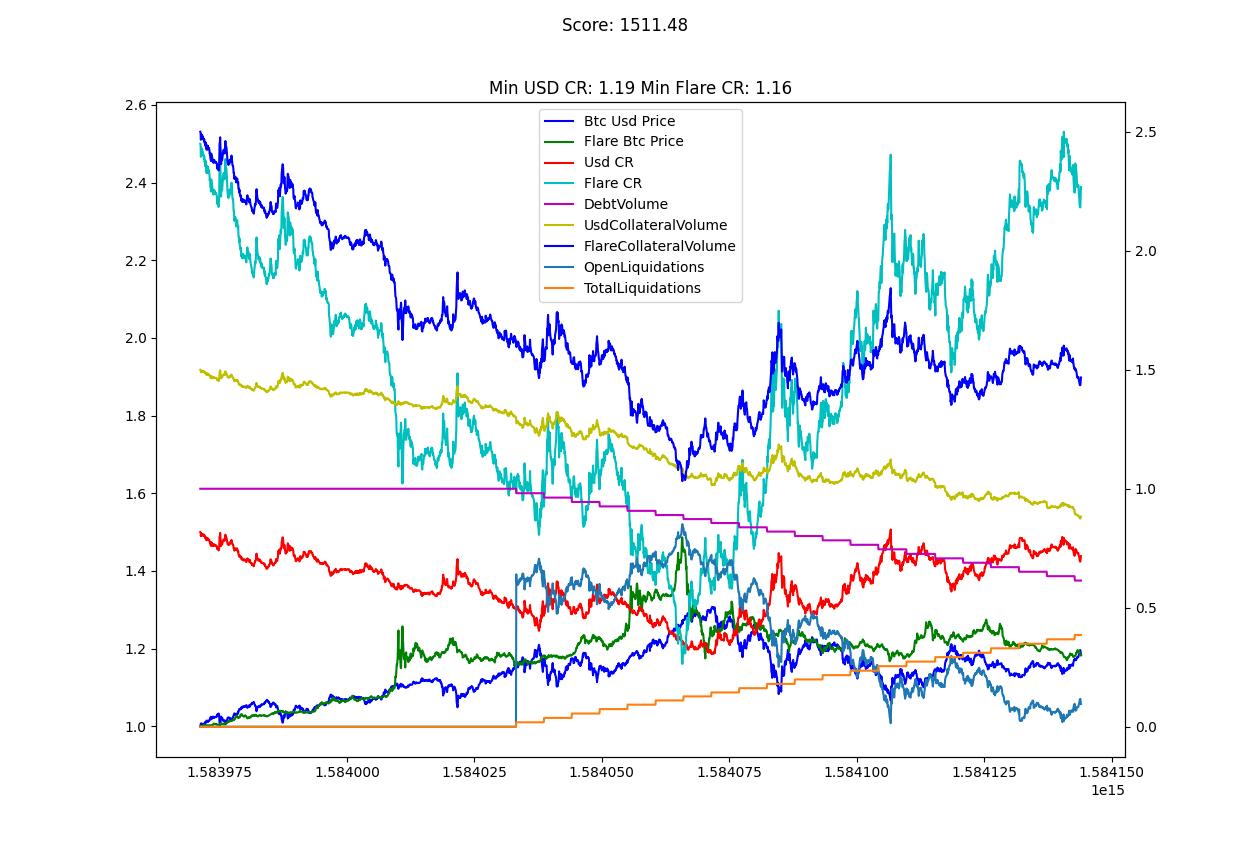 Score: 1511.48
Min USD CR: 1.19 Min Flare CR: 1.16
2.6
2.4
2.2
2.0
1.8
1.6
1.4
1.2
1.0
Btc Usd Price
Flare Btc Price
Usd CR
Flare CR
DebtVolume
UsdCollateralVolume
FlareCollateralVolume
OpenLiquidations
TotalLiquidations
2.5
2.0
1.5
1.0
0.5
0.0
1.583975 1.584000 1.584025 1.584050 1.584075 1.584100 1.584125 1.584150
1e15